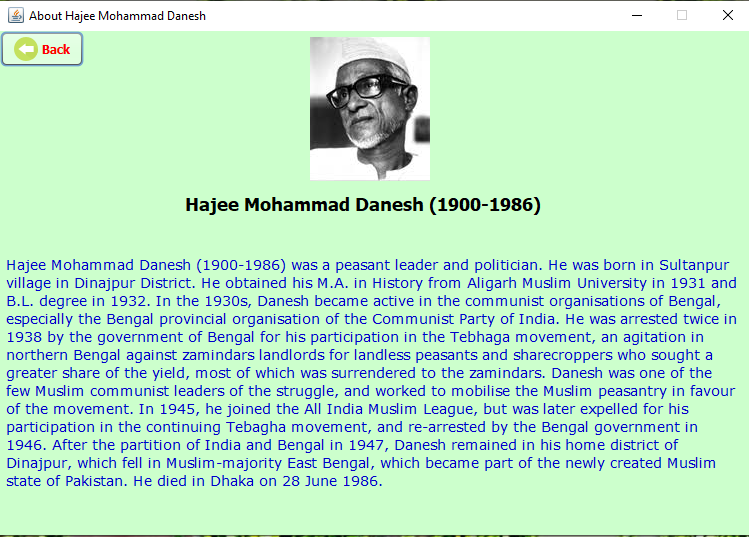 About Hajee Mohammad Danesh
Back
Hajee Mohammad Danesh (1900-1986)
Hajee Mohammad Danesh (1900-1986) was a peasant leader and politician. He was born in Sultanpur
village in Dinajpur District. He obtained his M.A. in History from Aligarh Muslim University in 1931 and
B.L. degree in 1932. In the 1930s, Danesh became active in the communist organisations of Bengal,
especially the Bengal provincial organisation of the Communist Party of India. He was arrested twice in
1938 by the government of Bengal for his participation in the Tebhaga movement, an agitation in
northern Bengal against zamindars landlords for landless peasants and sharecroppers who sought a
greater share of the yield, most of which was surrendered to the zamindars. Danesh was one of the
few Muslim communist leaders of the struggle, and worked to mobilise the Muslim peasantry in favour
of the movement. In 1945, he joined the All India Muslim League, but was later expelled for his
participation in the continuing Tebagha movement, and re-arrested by the Bengal government in
1946. After the partition of India and Bengal in 1947, Danesh remained in his home district of
Dinajpur, which fell in Muslim-majority East Bengal, which became part of the newly created Muslim
state of Pakistan. He died in Dhaka on 28 June 1986.